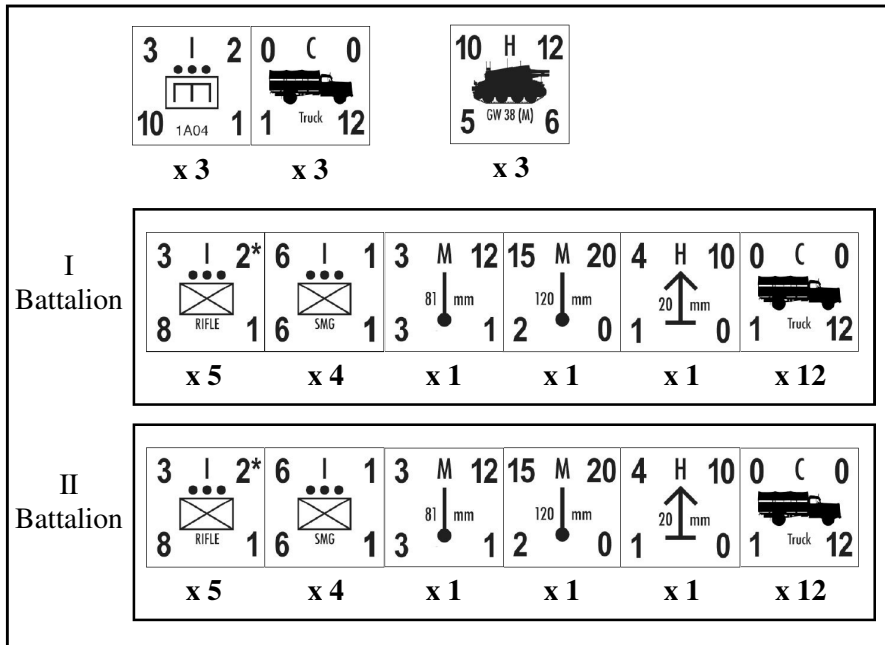 3 I 2 0 C 0 10 H 12
10 1A04 1 1 Truck 12 5 GW 38 (M) 6
x 3 x 3 x 3
I
Battalion
3 I 2* 6 I 1 3 M 12 15 M 20 4 H 10 0 C 0
81 mm 120 mm 20 mm
8 RIFLE 1 6 SMG 1 3 1 2 0 1 0 1 Truck 12
x 5 x 4 x 1 x 1 x 1 x 12
II
Battalion
3 I 2* 6 I 1 3 M 12 15 M 20 4 H 10 0 C 0
81 mm 120 mm 20 mm
8 RIFLE 1 6 SMG 1 3 1 2 0 1 0 1 Truck 12
x 5 x 4 x 1 x 1 x 1 x 12